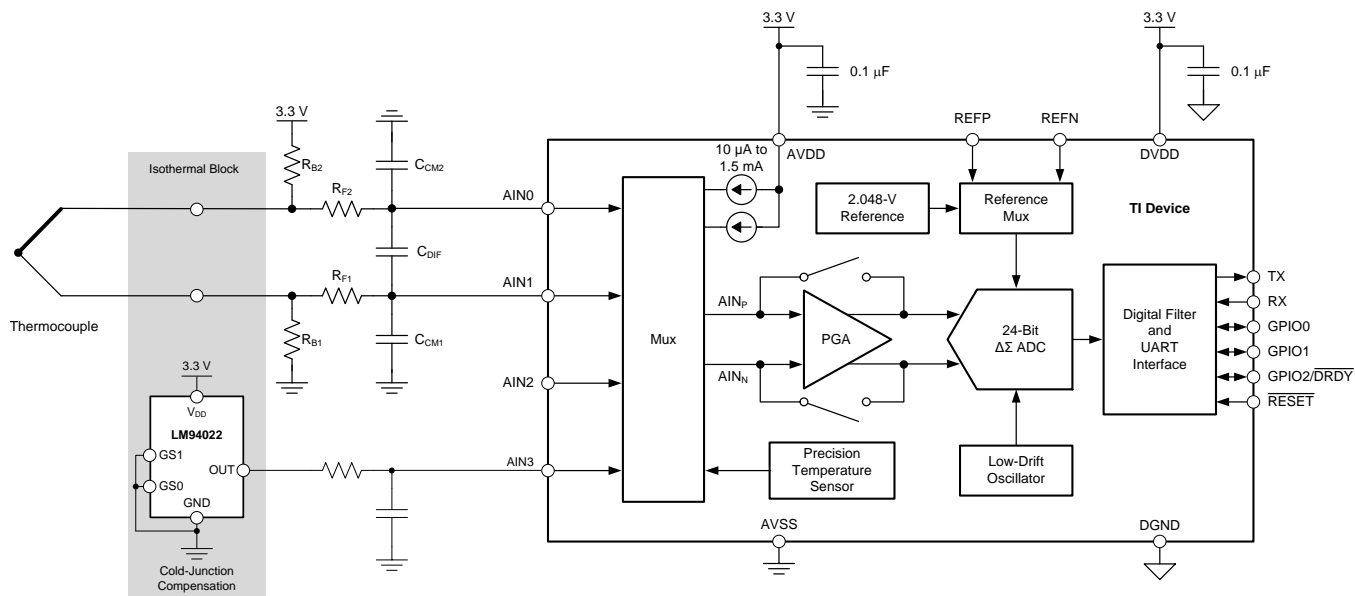 3.3 V
0.1 μF
3.3 V
0.1 μF
REFP
REFN
AVDD
DVDD
3.3 V
10 μA to
1.5 mA
Isothermal Block
RB2
CCM2
RF2
AIN0
2.048-V
Reference
Reference
Mux
TI Device
CDIF
RF1
AIN1
Thermocouple
RB1
CCM1
Mux
AINP
AINN
PGA
24-Bit
ΔΣ ADC
Digital Filter
and
UART
Interface
TX
RX
GPIO0
GPIO1
GPIO2/DRDY
RESET
3.3 V
AIN2
VDD
LM94022
GS1
GS0
OUT
GND
AIN3
Precision
Temperature
Sensor
Low-Drift
Oscillator
AVSS
DGND
Cold-Junction
Compensation